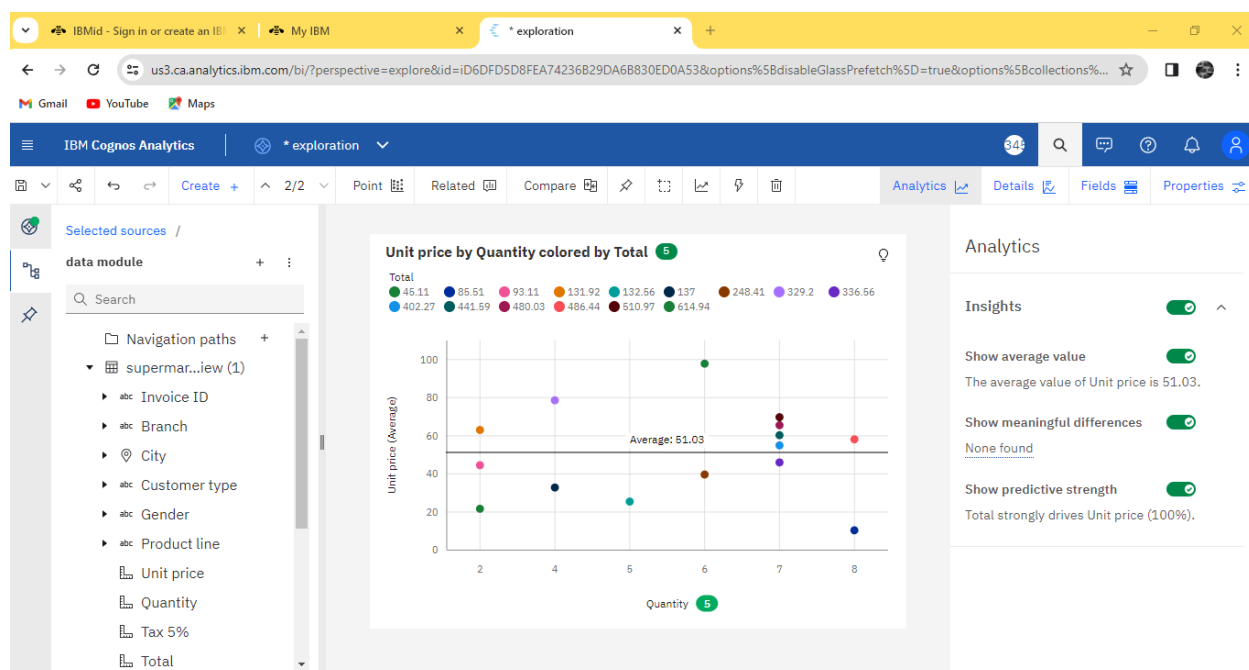 IBMid - Sign in or create an IBM
My IBM
* exploration
us3.ca.analytics.ibm.com/bi/?perspective=explore&id=iD6DFD5D8FEA74236B29DA6B830ED0A53&options%5BdisableGlassPrefetch%5D=true&options%5Bcollections%...
Gmail YouTube Maps
IBM Cognos Analytics * exploration
Create + 2/2 Point Related Compare Analytics Details Fields Properties
Selected sources /
data module
Search
Navigation paths +
supermar...iew (1)
abc Invoice ID
abc Branch
City
abc Customer type
abc Gender
abc Product line
Unit price
Quantity
Tax 5%
Total
Unit price by Quantity colored by Total 5
Total
45.11 85.51 93.11 131.92 132.56 137 248.41 329.2 336.56
402.27 441.59 480.03 486.44 510.97 614.94
Unit price (Average)
100
80
60
40
20
0
Average: 51.03
2 4 5 6 7 8
Quantity 5
Analytics
Insights
Show average value
The average value of Unit price is 51.03.
Show meaningful differences
None found
Show predictive strength
Total strongly drives Unit price (100%).